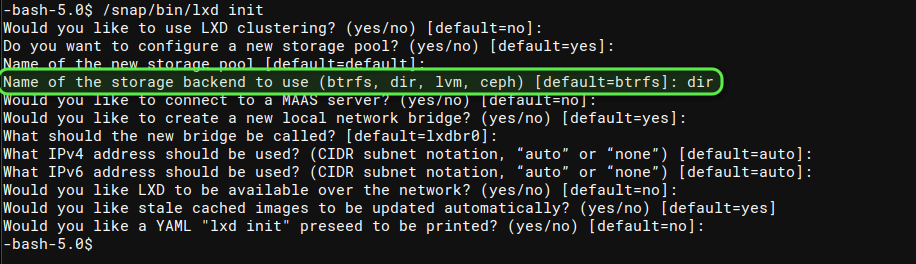 -bash-5.0$ /snap/bin/lxd init
Would you like to use LXD clustering? (yes/no) [default=no]:
Do you want to configure a new storage pool? (yes/no) [default=yes]:
Name of the new storage pool [default=default]:
Name of the storage backend to use (btrfs, dir, lvm, ceph) [default=btrfs]: dir
Would you like to connect to a MAAS server? (yes/no) [default=no]:
Would you like to create a new local network bridge? (yes/no) [default=yes]:
What should the new bridge be called? [default=lxdbr0]:
What IPv4 address should be used? (CIDR subnet notation, “auto” or “none”) [default=auto]:
What IPv6 address should be used? (CIDR subnet notation, “auto” or “none”) [default=auto]:
Would you like LXD to be available over the network? (yes/no) [default=no]:
Would you like stale cached images to be updated automatically? (yes/no) [default=yes]
Would you like a YAML "lxd init" preseed to be printed? (yes/no) [default=no]:
-bash-5.0$